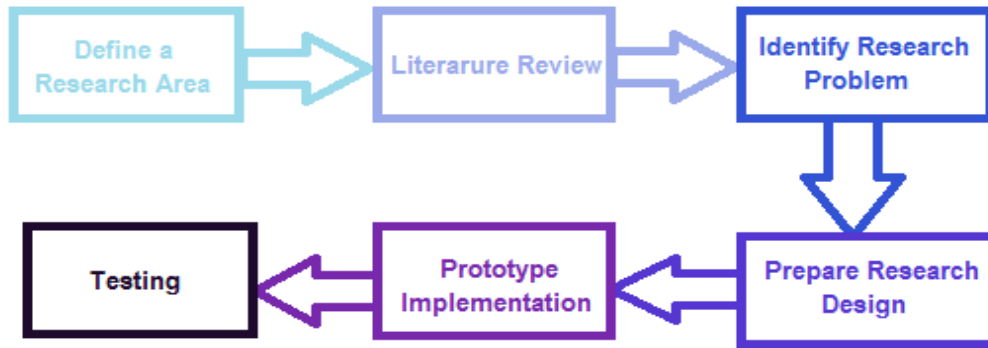 Define a
Research Area
Literarure Review
Identify Research
Problem
Prepare Research
Design
Prototype
Implementation
Testing